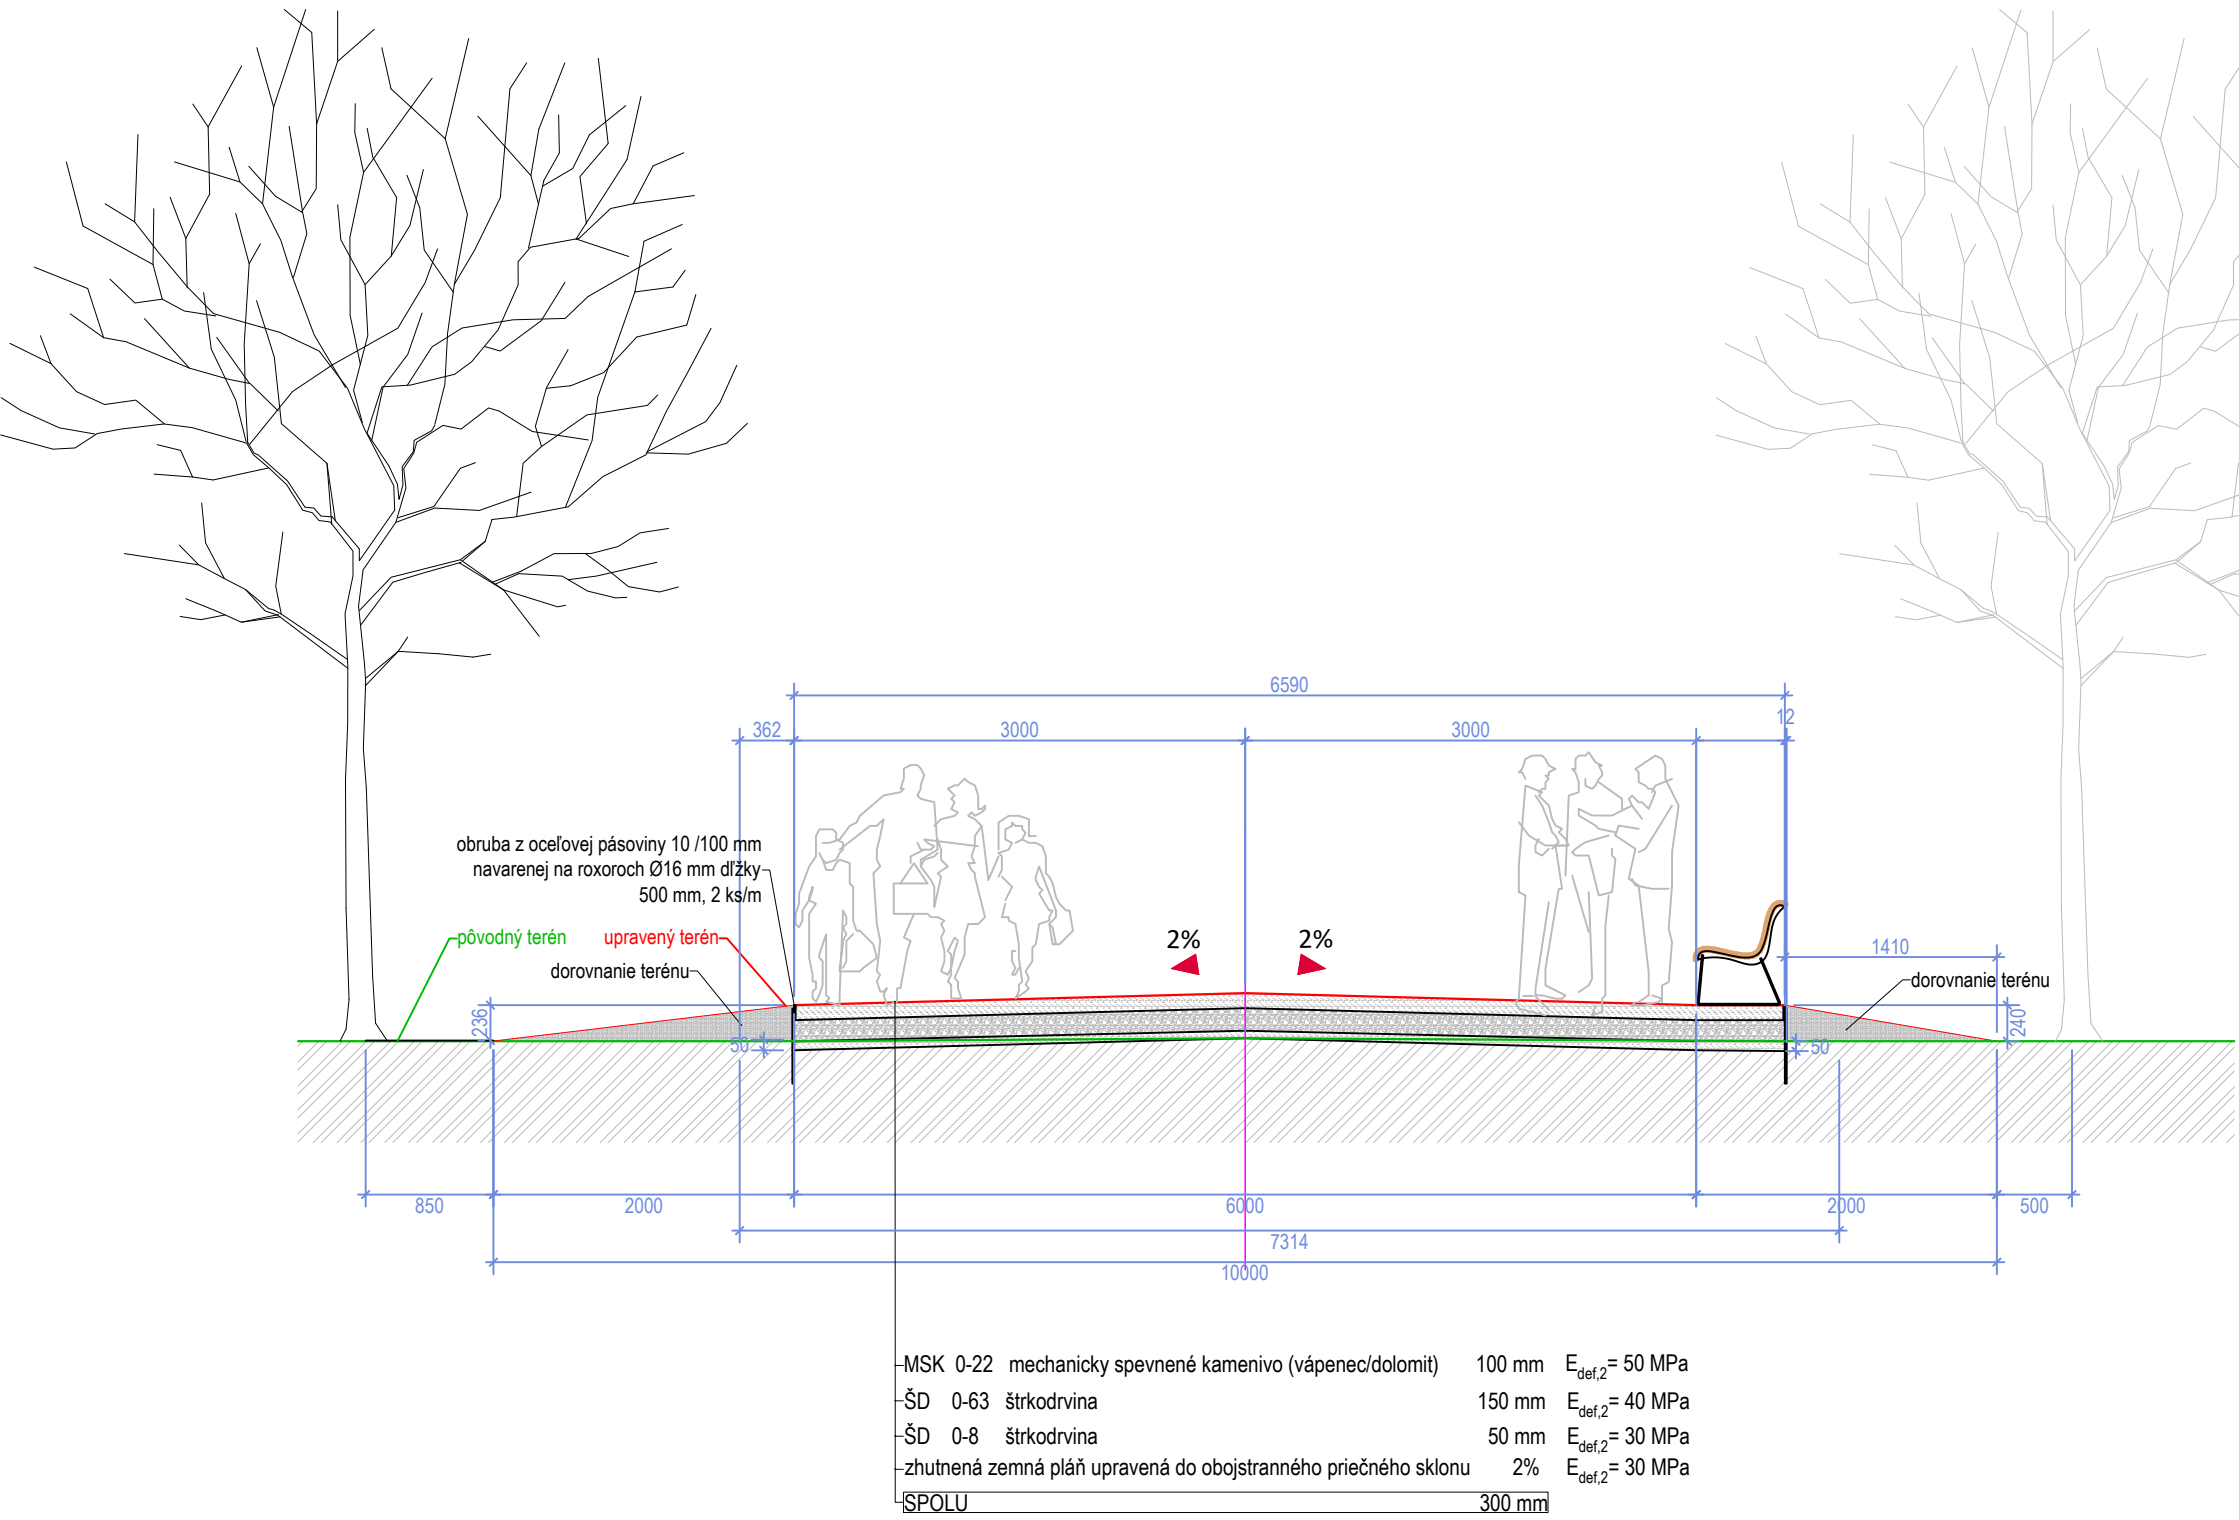 6590
12
362
3000
3000
obruba z oceľovej pásoviny 10 /100 mm
navarenej na roxoroch Ø16 mm dľžky
500 mm, 2 ks/m
pôvodný terén
upravený terén
2%
2%
1410
dorovnanie terénu
dorovnanie terénu
236
240
50
50
850
2000
6000
2000
500
7314
10000
MSK 0-22 mechanicky spevnené kamenivo (vápenec/dolomit) 100 mm Edef,2= 50 MPa
ŠD 0-63 štrkodrvina 150 mm Edef,2= 40 MPa
ŠD 0-8 štrkodrvina 50 mm Edef,2= 30 MPa
zhutnená zemná pláň upravená do obojstranného priečného sklonu 2% Edef,2= 30 MPa
SPOLU 300 mm